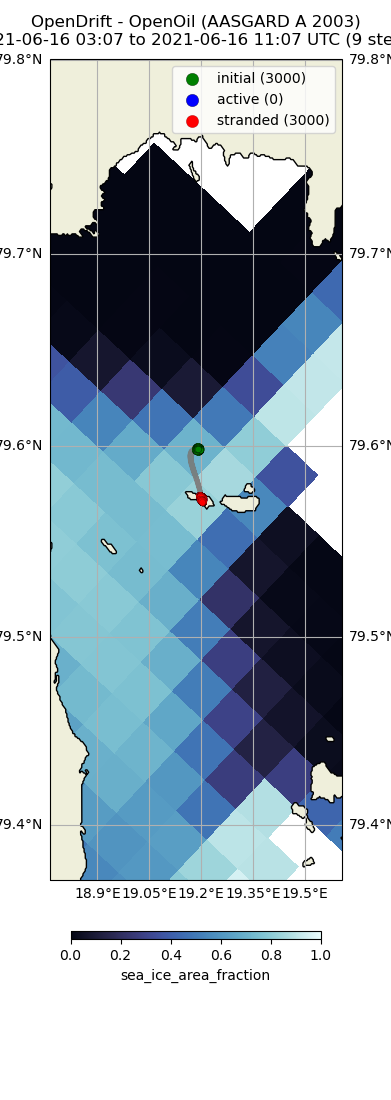 OpenDrift - OpenOil (AASGARD A 2003)
21-06-16 03:07 to 2021-06-16 11:07 UTC (9 ste
79.8°N 79.8°N
initial (3000)
active (0)
stranded (3000)
79.7°N 79.7°N
79.6°N 79.6°N
79.5°N 79.5°N
79.4°N 79.4°N
18.9°E 19.05°E 19.2°E 19.35°E 19.5°E
0.0 0.2 0.4 0.6 0.8 1.0
sea_ice_area_fraction